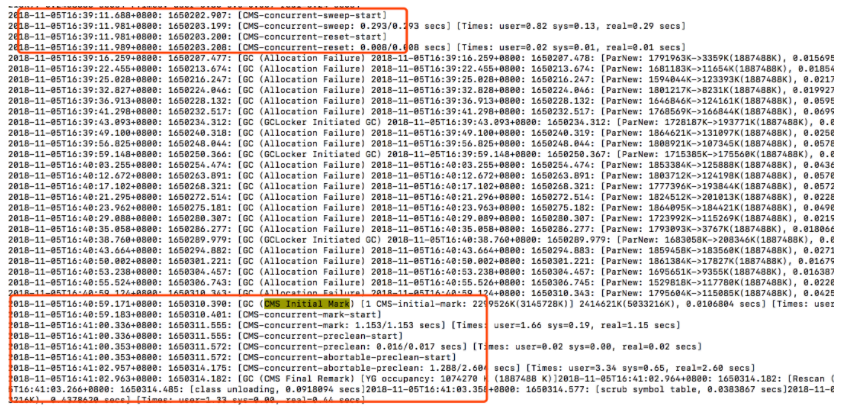 2018-11-05T16:39:11.688+0800: 1650202.907: [CMS-concurrent-sweep-start]
2018-11-05T16:39:11.981+0800: 1650203.199: [CMS-concurrent-sweep: 0.293/0.293 secs] [Times: user=0.82 sys=0.13, real=0.29 secs]
2018-11-05T16:39:11.981+0800: 1650203.200: [CMS-concurrent-reset-start]
2018-11-05T16:39:11.989+0800: 1650203.208: [CMS-concurrent-reset: 0.008/0.008 secs] [Times: user=0.02 sys=0.01, real=0.01 secs]
2018-11-05T16:39:16.259+0800: 1650207.477: [GC (Allocation Failure) 2018-11-05T16:39:16.259+0800: 1650207.478: [ParNew: 1791963K->3359K(1887488K), 0.015695
2018-11-05T16:39:22.455+0800: 1650213.674: [GC (Allocation Failure) 2018-11-05T16:39:22.455+0800: 1650213.674: [ParNew: 1681183K->11654K(1887488K), 0.01854
2018-11-05T16:39:25.028+0800: 1650216.247: [GC (Allocation Failure) 2018-11-05T16:39:25.028+0800: 1650216.247: [ParNew: 1594044K->123393K(1887488K), 0.0217
2018-11-05T16:39:32.827+0800: 1650224.046: [GC (Allocation Failure) 2018-11-05T16:39:32.828+0800: 1650224.046: [ParNew: 1801217K->8231K(1887488K), 0.019927
2018-11-05T16:39:36.913+0800: 1650228.132: [GC (Allocation Failure) 2018-11-05T16:39:36.913+0800: 1650228.132: [ParNew: 1646846K->124161K(1887488K), 0.0595
2018-11-05T16:39:41.298+0800: 1650232.517: [GC (Allocation Failure) 2018-11-05T16:39:41.298+0800: 1650232.517: [ParNew: 1768569K->166844K(1887488K), 0.0699
2018-11-05T16:39:43.093+0800: 1650234.312: [GC (GCLocker Initiated GC) 2018-11-05T16:39:43.093+0800: 1650234.312: [ParNew: 1728187K->193771K(1887488K), 0.0
2018-11-05T16:39:49.100+0800: 1650240.318: [GC (Allocation Failure) 2018-11-05T16:39:49.100+0800: 1650240.319: [ParNew: 1864621K->131097K(1887488K), 0.0250
2018-11-05T16:39:56.825+0800: 1650248.044: [GC (Allocation Failure) 2018-11-05T16:39:56.825+0800: 1650248.044: [ParNew: 1808921K->107345K(1887488K), 0.0578
2018-11-05T16:39:59.148+0800: 1650250.366: [GC (GCLocker Initiated GC) 2018-11-05T16:39:59.148+0800: 1650250.367: [ParNew: 1715385K->175560K(1887488K), 0.0
2018-11-05T16:40:03.255+0800: 1650254.474: [GC (Allocation Failure) 2018-11-05T16:40:03.255+0800: 1650254.474: [ParNew: 1853384K->125888K(1887488K), 0.0436
2018-11-05T16:40:12.672+0800: 1650263.891: [GC (Allocation Failure) 2018-11-05T16:40:12.672+0800: 1650263.891: [ParNew: 1803712K->124198K(1887488K), 0.0570
2018-11-05T16:40:17.102+0800: 1650268.321: [GC (Allocation Failure) 2018-11-05T16:40:17.102+0800: 1650268.321: [ParNew: 1777396K->193844K(1887488K), 0.0572
2018-11-05T16:40:21.295+0800: 1650272.514: [GC (Allocation Failure) 2018-11-05T16:40:21.296+0800: 1650272.514: [ParNew: 1824512K->201033K(1887488K), 0.0228
2018-11-05T16:40:23.962+0800: 1650275.181: [GC (Allocation Failure) 2018-11-05T16:40:23.963+0800: 1650275.182: [ParNew: 1864895K->184421K(1887488K), 0.0498
2018-11-05T16:40:29.088+0800: 1650280.307: [GC (Allocation Failure) 2018-11-05T16:40:29.089+0800: 1650280.307: [ParNew: 1723992K->115269K(1887488K), 0.0219
2018-11-05T16:40:35.058+0800: 1650286.277: [GC (Allocation Failure) 2018-11-05T16:40:35.058+0800: 1650286.277: [ParNew: 1793093K->3767K(1887488K), 0.018066
2018-11-05T16:40:38.760+0800: 1650289.979: [GC (GCLocker Initiated GC) 2018-11-05T16:40:38.760+0800: 1650289.979: [ParNew: 1683058K->200346K(1887488K), 0.0
2018-11-05T16:40:43.664+0800: 1650294.882: [GC (Allocation Failure) 2018-11-05T16:40:43.664+0800: 1650294.883: [ParNew: 1859458K->183560K(1887488K), 0.0271
2018-11-05T16:40:50.002+0800: 1650301.221: [GC (Allocation Failure) 2018-11-05T16:40:50.002+0800: 1650301.221: [ParNew: 1861384K->17827K(1887488K), 0.01679
2018-11-05T16:40:53.238+0800: 1650304.457: [GC (Allocation Failure) 2018-11-05T16:40:53.238+0800: 1650304.457: [ParNew: 1695651K->9355K(1887488K), 0.016387
2018-11-05T16:40:55.524+0800: 1650306.743: [GC (Allocation Failure) 2018-11-05T16:40:55.524+0800: 1650306.745: [ParNew: 1529818K->117780K(1887488K), 0.0220
2018-11-05T16:40:59.124+0800: 1650310.343: [GC (Allocation Failure) 2018-11-05T16:40:59.124+0800: 1650310.343: [ParNew: 1795604K->115085K(1887488K), 0.0425
2018-11-05T16:40:59.171+0800: 1650310.390: [GC (CMS Initial Mark) [1 CMS-initial-mark: 2299526K(3145728K)] 2414621K(5033216K), 0.0106804 secs] [Times: user
2018-11-05T16:40:59.183+0800: 1650310.401: [CMS-concurrent-mark-start]
2018-11-05T16:41:00.336+0800: 1650311.555: [CMS-concurrent-mark: 1.153/1.153 secs] [Times: user=1.66 sys=0.19, real=1.15 secs]
2018-11-05T16:41:00.336+0800: 1650311.555: [CMS-concurrent-preclean-start]
2018-11-05T16:41:00.353+0800: 1650311.572: [CMS-concurrent-preclean: 0.016/0.017 secs] [Times: user=0.02 sys=0.00, real=0.02 secs]
2018-11-05T16:41:00.353+0800: 1650311.572: [CMS-concurrent-abortable-preclean-start]
2018-11-05T16:41:02.957+0800: 1650314.175: [CMS-concurrent-abortable-preclean: 1.288/2.604 secs] [Times: user=3.34 sys=0.65, real=2.60 secs]
2018-11-05T16:41:02.963+0800: 1650314.182: [GC (CMS Final Remark) [YG occupancy: 1074270 K (1887488 K)]2018-11-05T16:41:02.964+0800: 1650314.182: [Rescan (
5T16:41:03.266+0800: 1650314.485: [class unloading, 0.0918094 secs]2018-11-05T16:41:03.358+0800: 1650314.577: [scrub symbol table, 0.0383867 secs]2018-11-0
3216K), 0.4378620 secs] [Times: user=1.33 sys=0.00, real=0.44 secs]